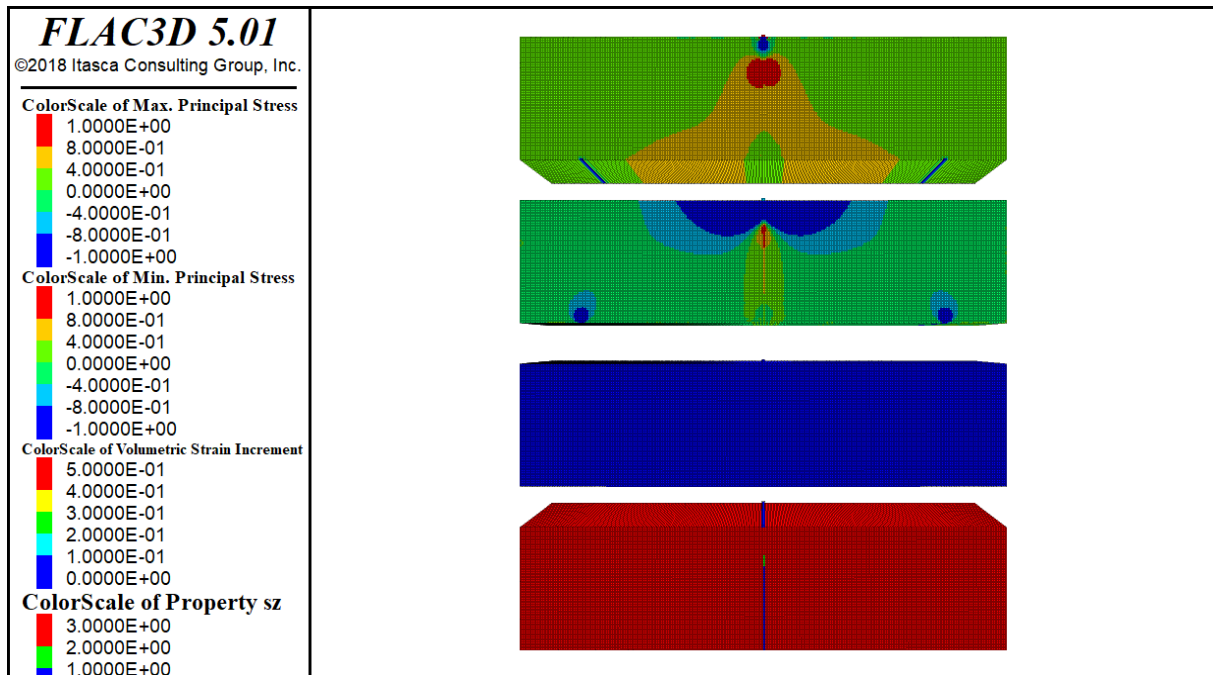 FLAC3D 5.01
©2018 Itasca Consulting Group, Inc.
ColorScale of Max. Principal Stress
1.0000E+00
8.0000E-01
4.0000E-01
0.0000E+00
-4.0000E-01
-8.0000E-01
-1.0000E+00
ColorScale of Min. Principal Stress
1.0000E+00
8.0000E-01
4.0000E-01
0.0000E+00
-4.0000E-01
-8.0000E-01
-1.0000E+00
ColorScale of Volumetric Strain Increment
5.0000E-01
4.0000E-01
3.0000E-01
2.0000E-01
1.0000E-01
0.0000E+00
ColorScale of Property sz
3.0000E+00
2.0000E+00
1.0000E+00